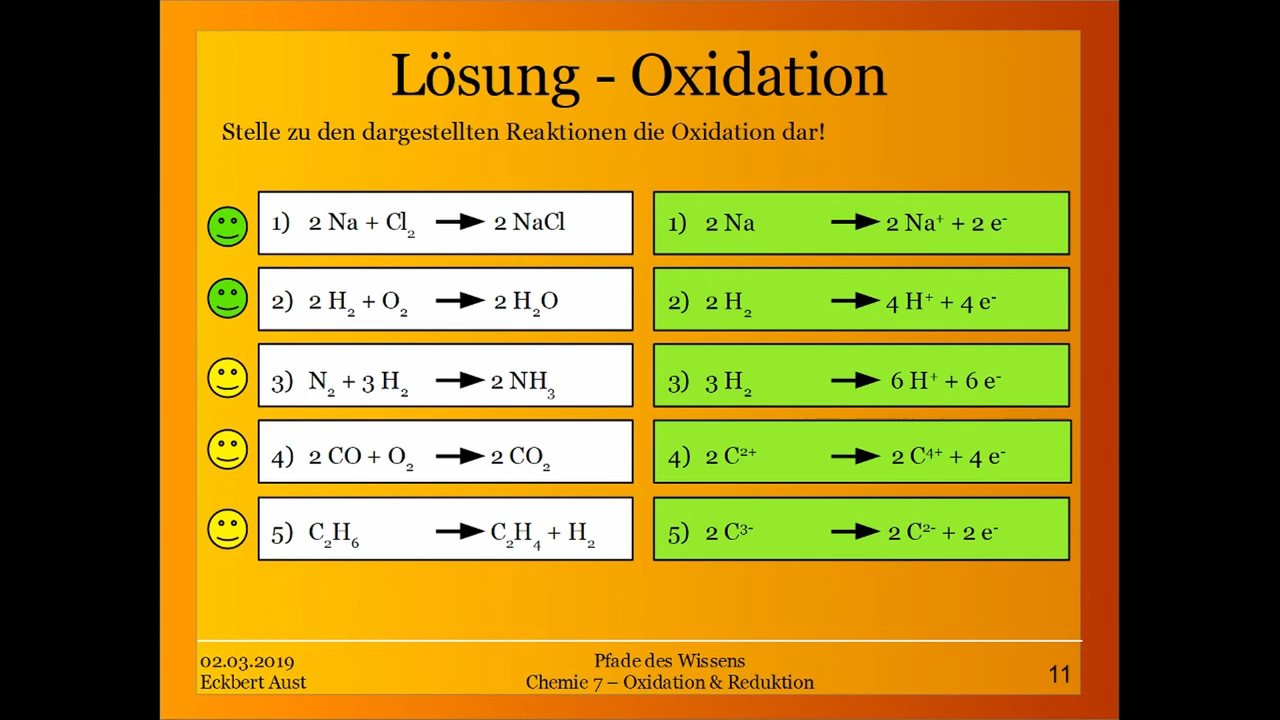 Lösung - Oxidation
Stelle zu den dargestellten Reaktionen die Oxidation dar!
1) 2 Na + Cl₂ → 2 NaCl
1) 2 Na → 2 Na⁺ + 2 e⁻
2) 2 H₂ + O₂ → 2 H₂O
2) 2 H₂ → 4 H⁺ + 4 e⁻
3) N₂ + 3 H₂ → 2 NH₃
3) 3 H₂ → 6 H⁺ + 6 e⁻
4) 2 CO + O₂ → 2 CO₂
4) 2 C²⁺ → 2 C⁴⁺ + 4 e⁻
5) C₂H₆ → C₂H₄ + H₂
5) 2 C³⁻ → 2 C²⁻ + 2 e⁻
02.03.2019
Eckbert Aust
Pfade des Wissens
Chemie 7 – Oxidation & Reduktion
11